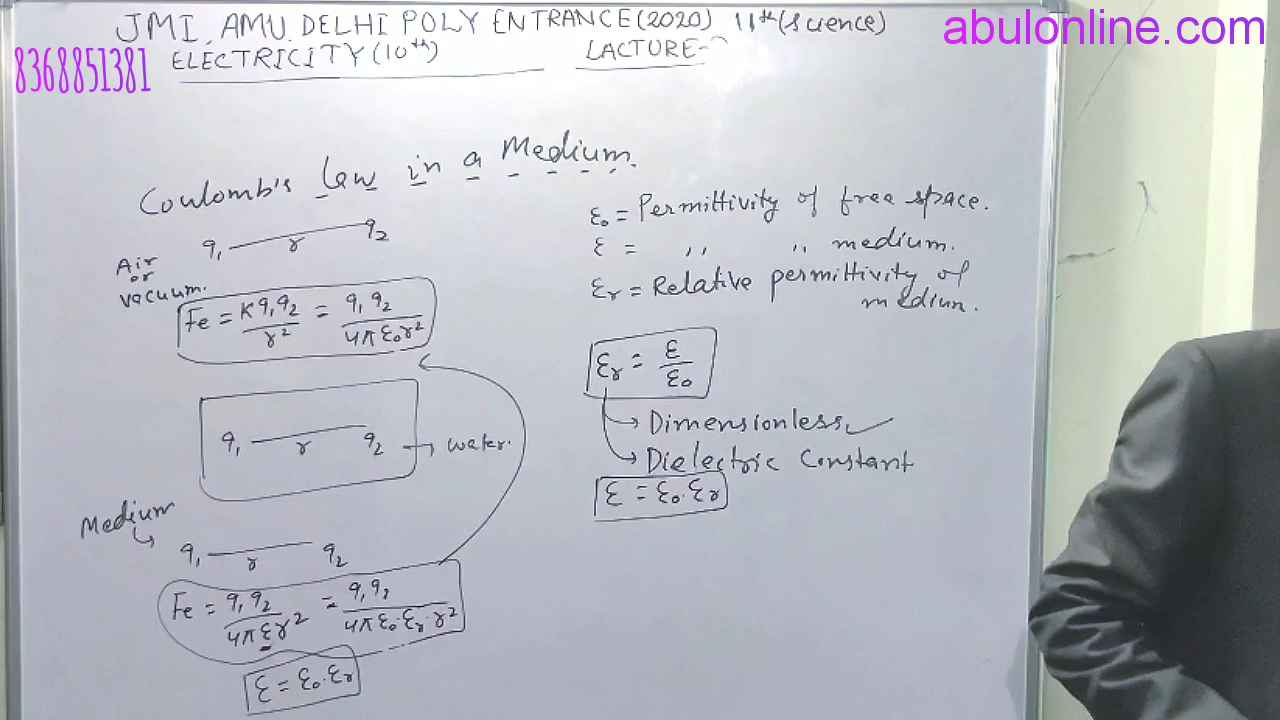 JMI, AMU, DELHI POLY ENTRANCE (2020) 11th (Science)
ELECTRICITY (10th) LACTURE-
abulonline.com
8368851381
Coulomb's law in a Medium.
q₁ r q₂
Air
or
vacuum.
Fe = K q₁q₂ / r² = q₁q₂ / 4πε₀r²
q₁ r q₂ → water.
Medium
q₁ r q₂
Fe = q₁q₂ / 4πεr² = q₁q₂ / 4πε₀·εr·r²
ε = ε₀·εr
ε₀ = Permittivity of free space.
ε = ,, ,, medium.
εr = Relative permittivity of
medium.
εr = ε / ε₀
→ Dimensionless ✓
→ Dielectric Constant
ε = ε₀·εr